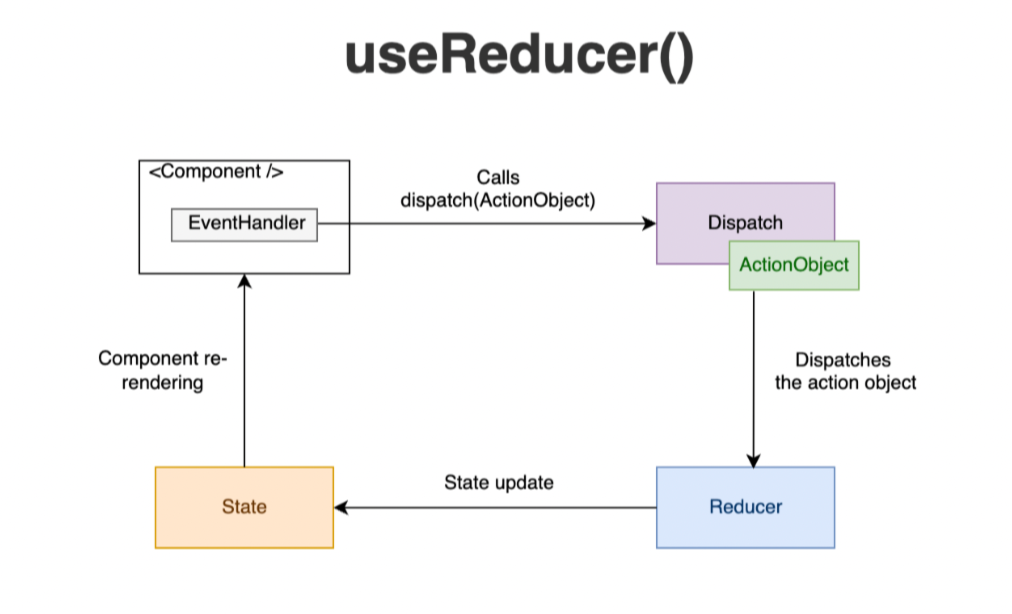 useReducer()
<Component />
EventHandler
Calls
dispatch(ActionObject)
Dispatch
ActionObject
Component re-
rendering
Dispatches
the action object
State
State update
Reducer